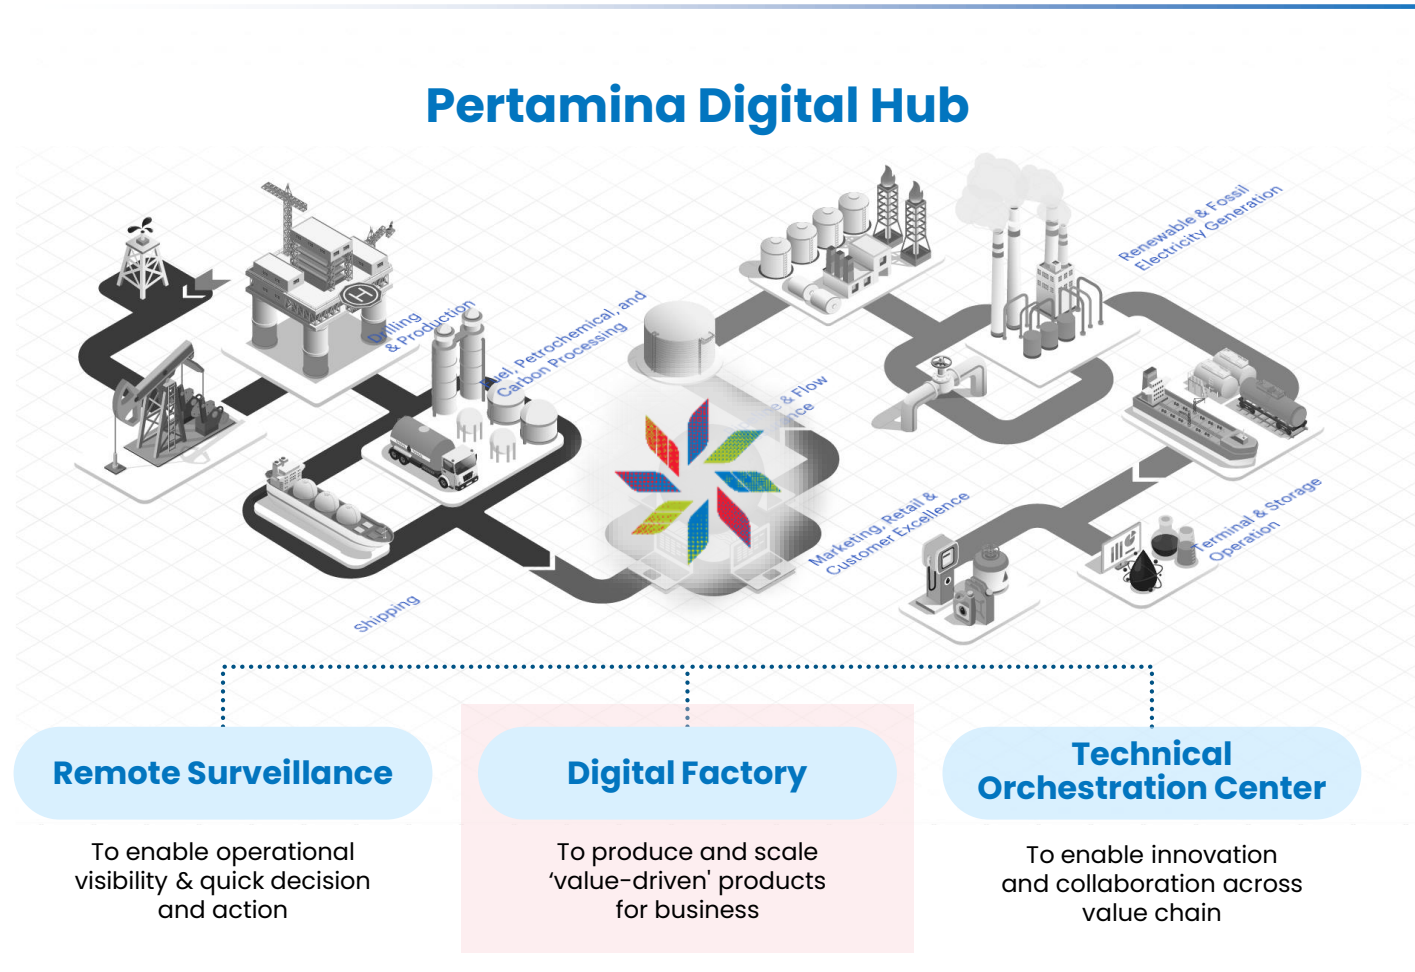 Pertamina Digital Hub
Renewable & Fossil
Electricity Generation
Drilling
& Production
Fuel, Petrochemical, and
Carbon Processing
& Flow
Marketing, Retail &
Customer Excellence
Terminal & Storage
Operation
Shipping
H
Remote Surveillance
To enable operational
visibility & quick decision
and action
Digital Factory
To produce and scale
‘value-driven' products
for business
Technical
Orchestration Center
To enable innovation
and collaboration across
value chain